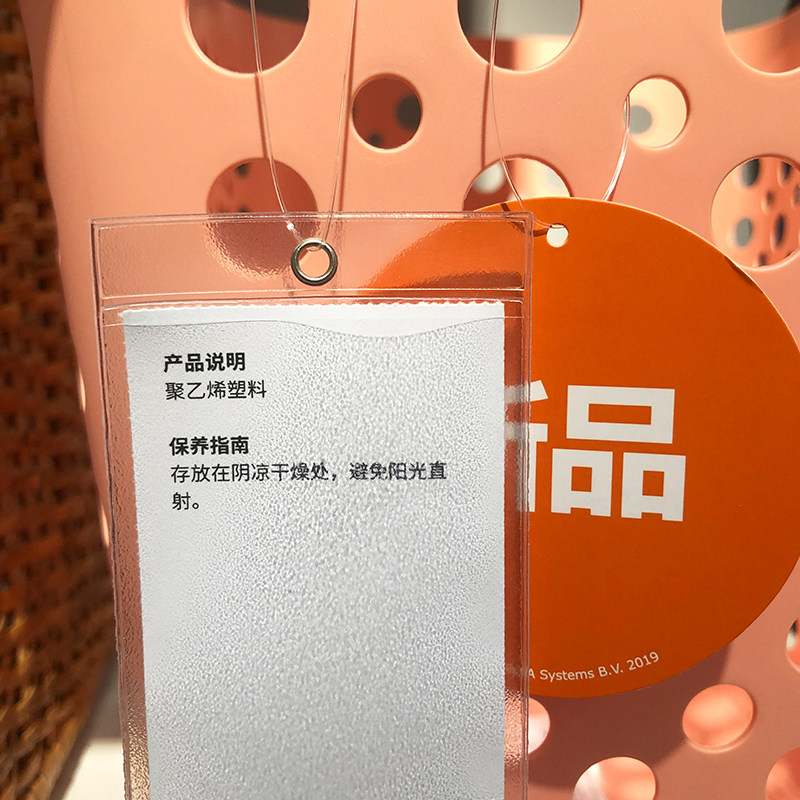 产品说明
聚乙烯塑料
保养指南
存放在阴凉干燥处，避免阳光直
射。
品
A Systems B.V. 2019